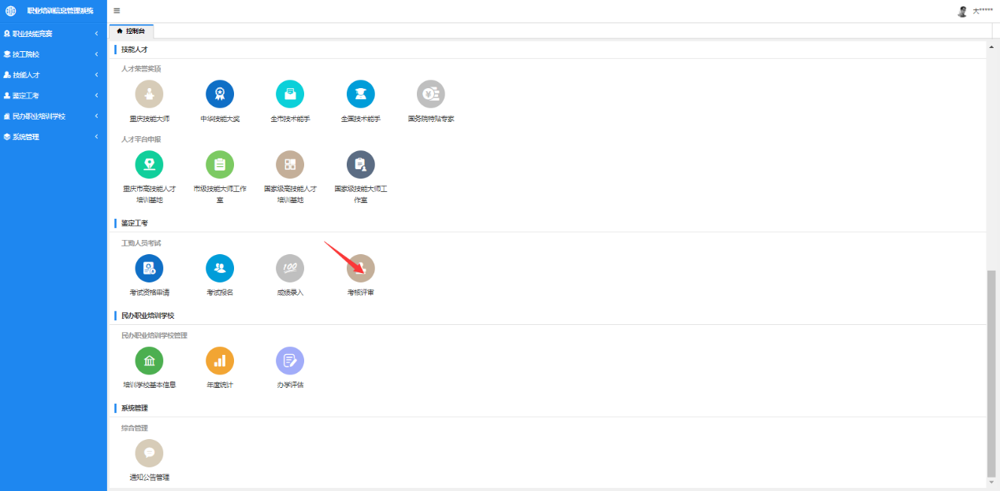 职业培训信息管理系统
大*****
职业技能竞赛
技工院校
技能人才
鉴定工考
民办职业培训学校
系统管理
控制台
技能人才
人才荣誉奖项
重庆技能大师
中华技能大奖
全市技术能手
全国技术能手
国务院特贴专家
人才平台申报
重庆市高技能人才
培训基地
市级技能大师工作
室
国家级高技能人才
培训基地
国家级技能大师工
作室
鉴定工考
工勤人员考试
100
考试资格申请
考试报名
成绩录入
考核评审
民办职业培训学校
民办职业培训学校管理
培训学校基本信息
年度统计
办学评估
系统管理
综合管理
通知公告管理